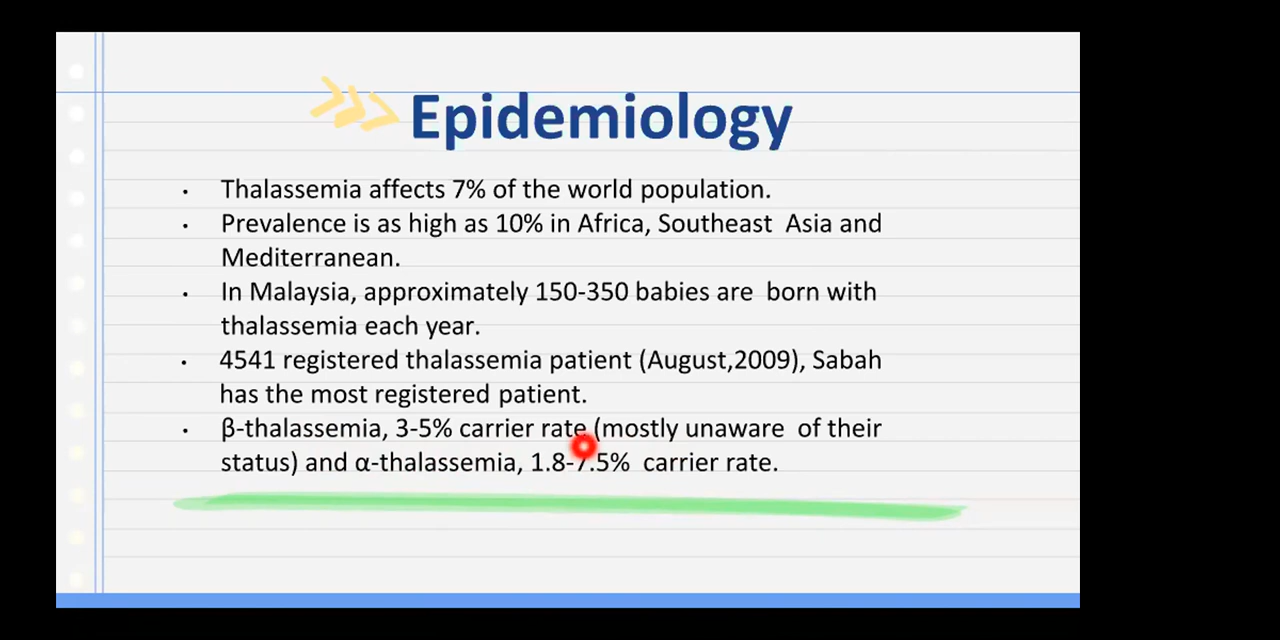 Epidemiology
• Thalassemia affects 7% of the world population.
• Prevalence is as high as 10% in Africa, Southeast Asia and
Mediterranean.
• In Malaysia, approximately 150-350 babies are born with
thalassemia each year.
• 4541 registered thalassemia patient (August,2009), Sabah
has the most registered patient.
• β-thalassemia, 3-5% carrier rate (mostly unaware of their
status) and α-thalassemia, 1.8-7.5% carrier rate.